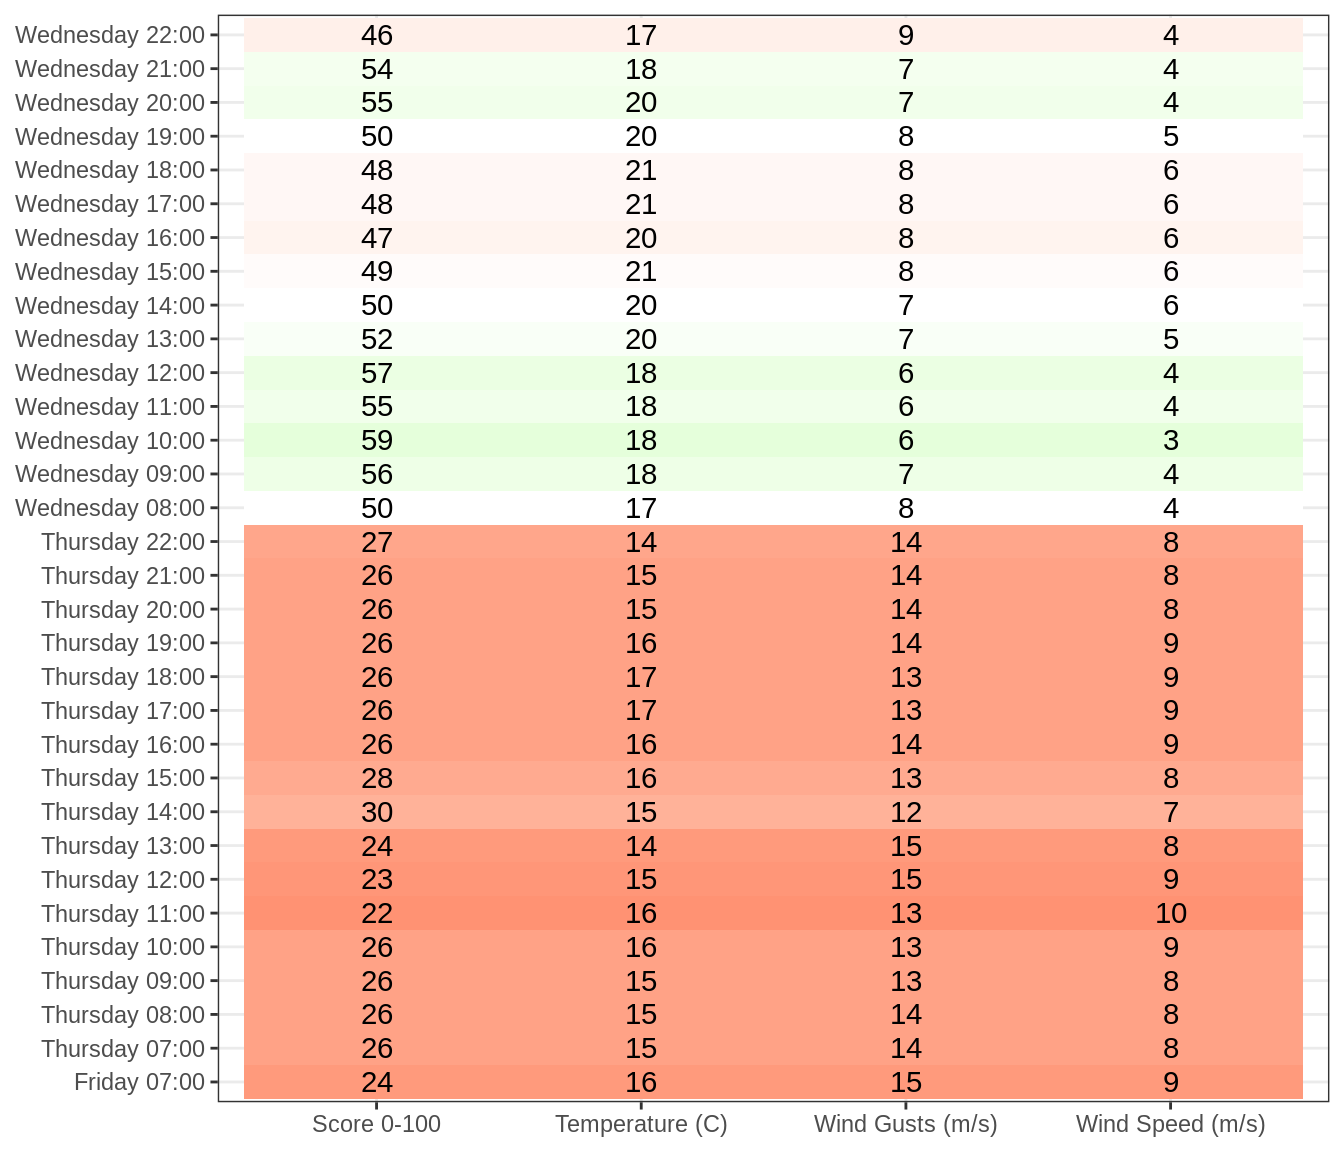 Wednesday 22:00 46 17 9 4
Wednesday 21:00 54 18 7 4
Wednesday 20:00 55 20 7 4
Wednesday 19:00 50 20 8 5
Wednesday 18:00 48 21 8 6
Wednesday 17:00 48 21 8 6
Wednesday 16:00 47 20 8 6
Wednesday 15:00 49 21 8 6
Wednesday 14:00 50 20 7 6
Wednesday 13:00 52 20 7 5
Wednesday 12:00 57 18 6 4
Wednesday 11:00 55 18 6 4
Wednesday 10:00 59 18 6 3
Wednesday 09:00 56 18 7 4
Wednesday 08:00 50 17 8 4
Thursday 22:00 27 14 14 8
Thursday 21:00 26 15 14 8
Thursday 20:00 26 15 14 8
Thursday 19:00 26 16 14 9
Thursday 18:00 26 17 13 9
Thursday 17:00 26 17 13 9
Thursday 16:00 26 16 14 9
Thursday 15:00 28 16 13 8
Thursday 14:00 30 15 12 7
Thursday 13:00 24 14 15 8
Thursday 12:00 23 15 15 9
Thursday 11:00 22 16 13 10
Thursday 10:00 26 16 13 9
Thursday 09:00 26 15 13 8
Thursday 08:00 26 15 14 8
Thursday 07:00 26 15 14 8
Friday 07:00 24 16 15 9
Score 0-100 Temperature (C) Wind Gusts (m/s) Wind Speed (m/s)